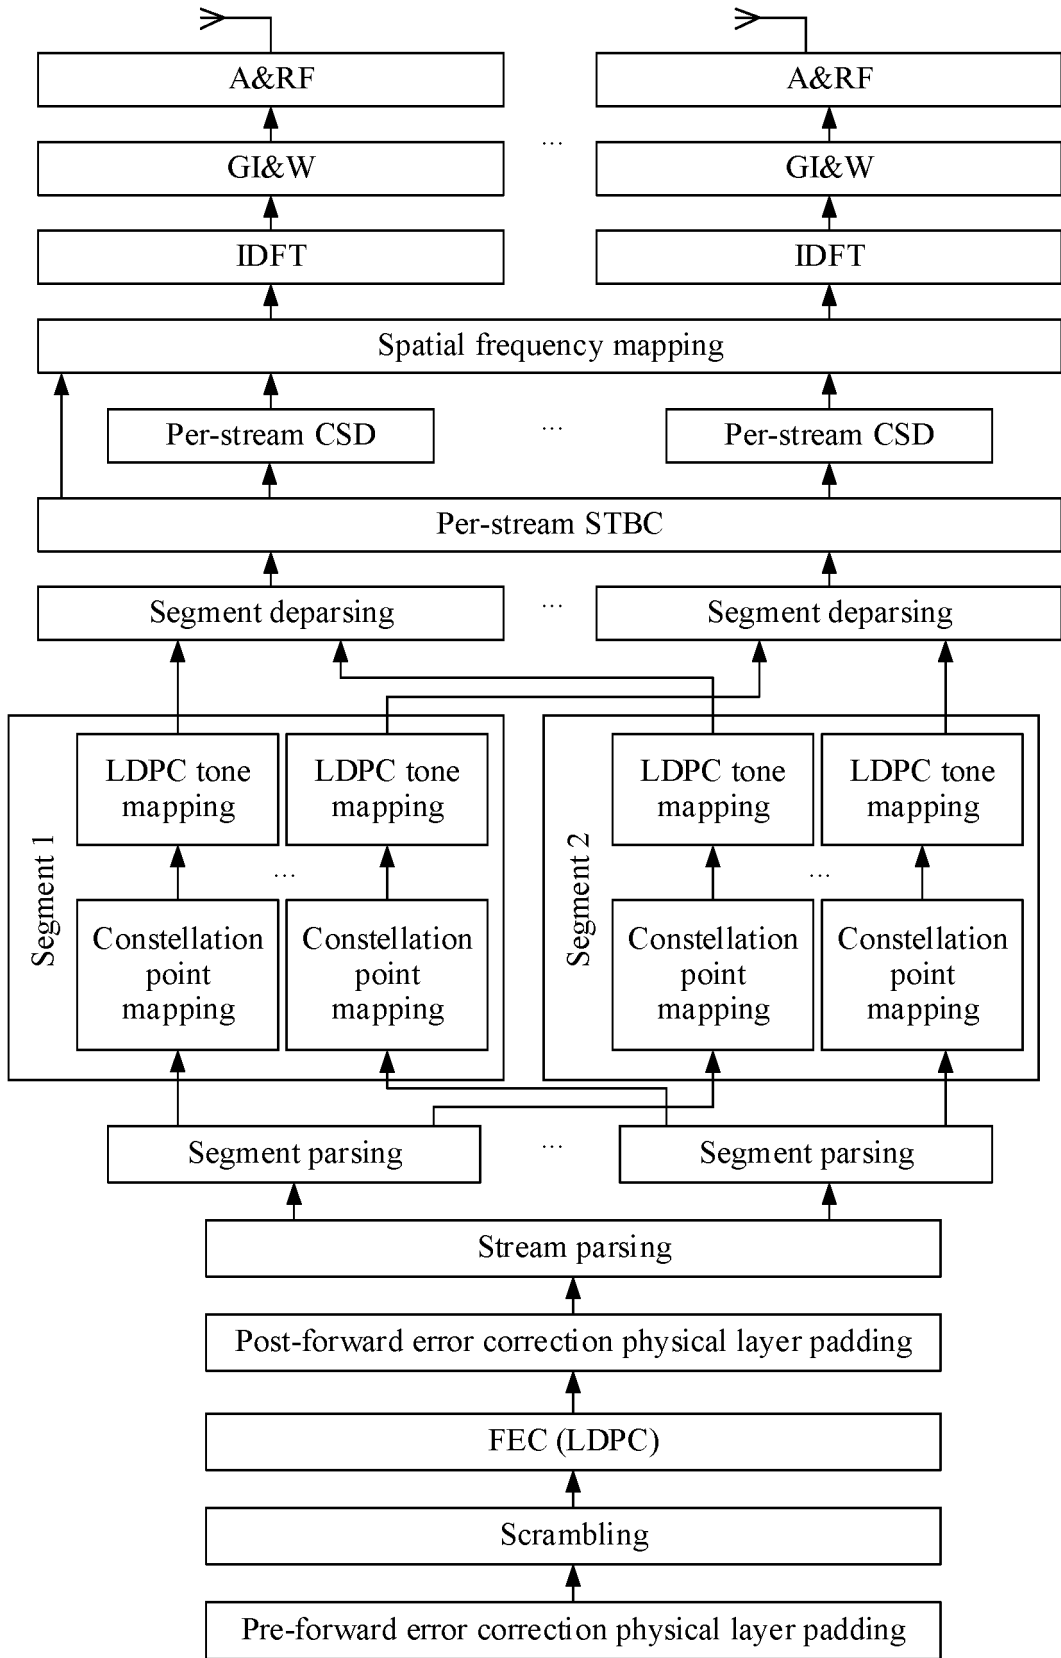 A&RF
A&RF
...
GI&W
GI&W
IDFT
IDFT
Spatial frequency mapping
Per-stream CSD
...
Per-stream CSD
Per-stream STBC
Segment deparsing
...
Segment deparsing
Segment 1
LDPC tone
mapping
LDPC tone
mapping
...
Constellation
point
mapping
Constellation
point
mapping
Segment 2
LDPC tone
mapping
LDPC tone
mapping
...
Constellation
point
mapping
Constellation
point
mapping
Segment parsing
...
Segment parsing
Stream parsing
Post-forward error correction physical layer padding
FEC (LDPC)
Scrambling
Pre-forward error correction physical layer padding